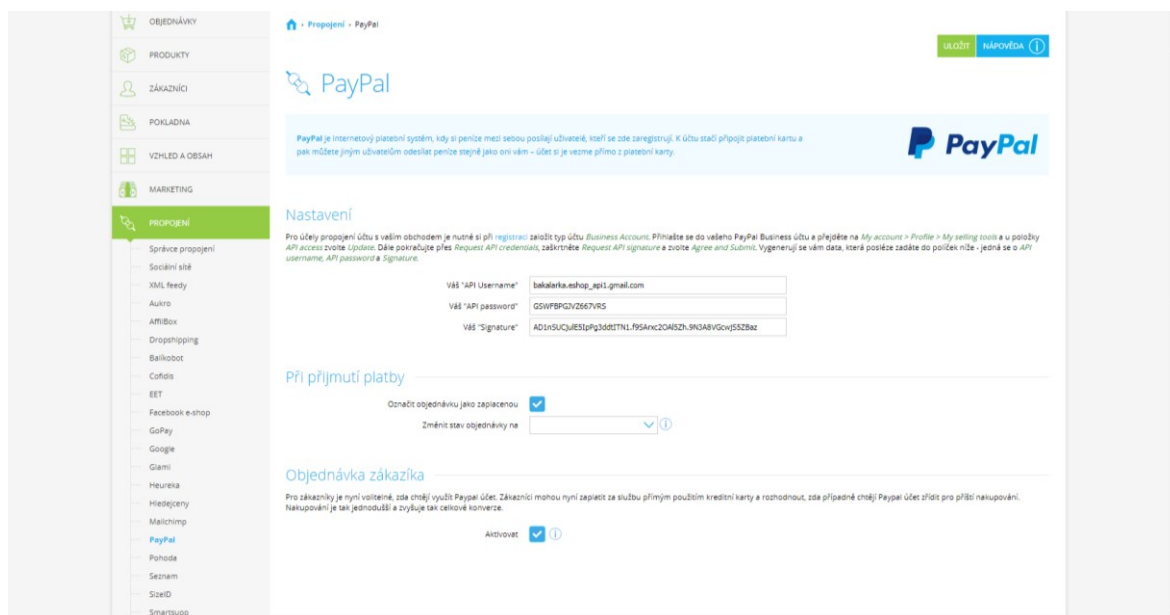 OBJEDNÁVKY
PRODUKTY
ZÁKAZNÍCI
POKLADNA
VZHLED A OBSAH
MARKETING
PROPOJENÍ
Správce propojení
Sociální sítě
XML feedy
Aukro
AffilBox
Dropshipping
Balíkobot
Cofidis
EET
Facebook e-shop
GoPay
Google
Glami
Heureka
Hledejceny
Mailchimp
PayPal
Pohoda
Seznam
SizeID
Smartsupp
› Propojení › PayPal
ULOŽIT NÁPOVĚDA
PayPal
PayPal je internetový platební systém, kdy si peníze mezi sebou posílají uživatelé, kteří se zde zaregistrují. K účtu stačí připojit platební kartu a
pak můžete jiným uživatelům odesílat peníze stejně jako oni vám – účet si je vezme přímo z platební karty.
PayPal
Nastavení
Pro účely propojení účtu s vaším obchodem je nutné si při registraci založit typ účtu Business Account. Přihlašte se do vašeho PayPal Business účtu a přejděte na My account > Profile > My selling tools a u položky
API access zvolte Update. Dále pokračujte přes Request API credentials, zaškrtněte Request API signature a zvolte Agree and Submit. Vygenerují se vám data, která posléze zadáte do políček níže - jedná se o API
username, API password a Signature.
Váš "API Username" bakalarka.eshop_api1.gmail.com
Váš "API password"
Váš "Signature"
Při přijmutí platby
Označit objednávku jako zaplacenou
Změnit stav objednávky na
Objednávka zákazíka
Pro zákazníky je nyní volitelné, zda chtějí využít Paypal účet. Zákazníci mohou nyní zaplatit za službu přímým použitím kreditní karty a rozhodnout, zda případně chtějí Paypal účet zřídit pro příští nakupování.
Nakupování je tak jednodušší a zvyšuje tak celkové konverze.
Aktivovat